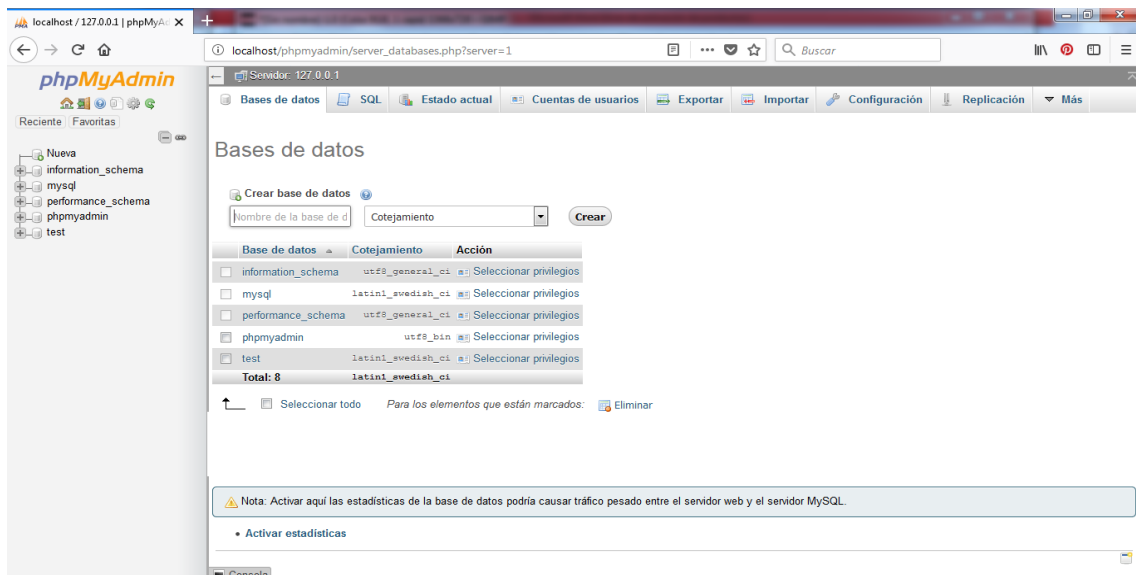 localhost / 127.0.0.1 | phpMyAd
localhost/phpmyadmin/server_databases.php?server=1
Buscar
phpMyAdmin
Reciente Favoritas
Nueva
information_schema
mysql
performance_schema
phpmyadmin
test
Servidor: 127.0.0.1
Bases de datos SQL Estado actual Cuentas de usuarios Exportar Importar Configuración Replicación Más
Bases de datos
Crear base de datos
Nombre de la base de d Cotejamiento Crear
Base de datos Cotejamiento Acción
information_schema utf8_general_ci Seleccionar privilegios
mysql latin1_swedish_ci Seleccionar privilegios
performance_schema utf8_general_ci Seleccionar privilegios
phpmyadmin utf8_bin Seleccionar privilegios
test latin1_swedish_ci Seleccionar privilegios
Total: 8 latin1_swedish_ci
Seleccionar todo Para los elementos que están marcados: Eliminar
Nota: Activar aquí las estadísticas de la base de datos podría causar tráfico pesado entre el servidor web y el servidor MySQL.
• Activar estadísticas
Consola